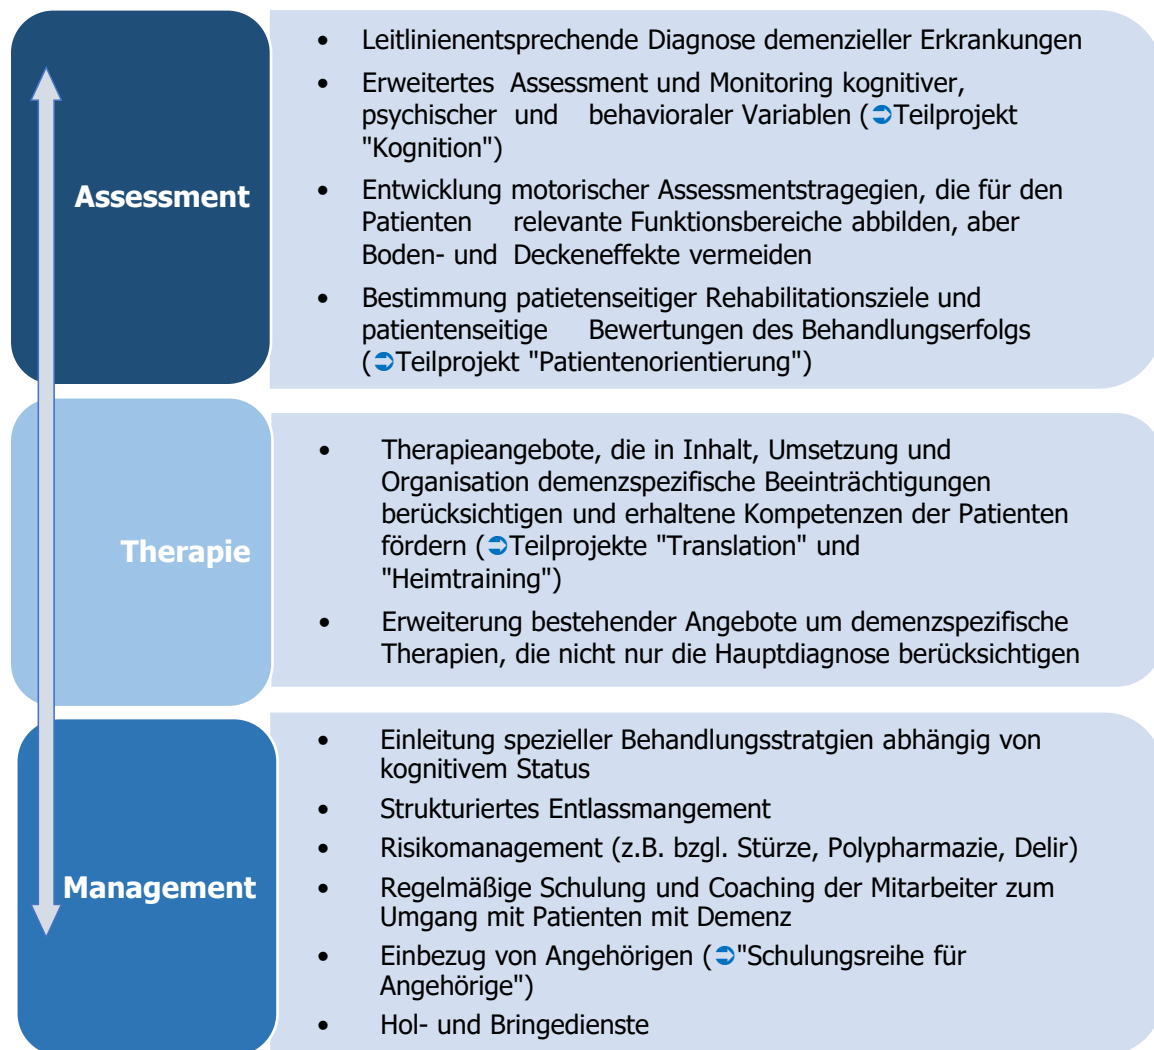 Assessment
• Leitlinienentsprechende Diagnose demenzieller Erkrankungen
• Erweitertes Assessment und Monitoring kognitiver,
psychischer und behavioraler Variablen (➲Teilprojekt
"Kognition")
• Entwicklung motorischer Assessmentstragegien, die für den
Patienten relevante Funktionsbereiche abbilden, aber
Boden- und Deckeneffekte vermeiden
• Bestimmung patietenseitiger Rehabilitationsziele und
patientenseitige Bewertungen des Behandlungserfolgs
(➲Teilprojekt "Patientenorientierung")
Therapie
• Therapieangebote, die in Inhalt, Umsetzung und
Organisation demenzspezifische Beeinträchtigungen
berücksichtigen und erhaltene Kompetenzen der Patienten
fördern (➲Teilprojekte "Translation" und
"Heimtraining")
• Erweiterung bestehender Angebote um demenzspezifische
Therapien, die nicht nur die Hauptdiagnose berücksichtigen
Management
• Einleitung spezieller Behandlungsstratgien abhängig von
kognitivem Status
• Strukturiertes Entlassmangement
• Risikomanagement (z.B. bzgl. Stürze, Polypharmazie, Delir)
• Regelmäßige Schulung und Coaching der Mitarbeiter zum
Umgang mit Patienten mit Demenz
• Einbezug von Angehörigen (➲"Schulungsreihe für
Angehörige")
• Hol- und Bringedienste